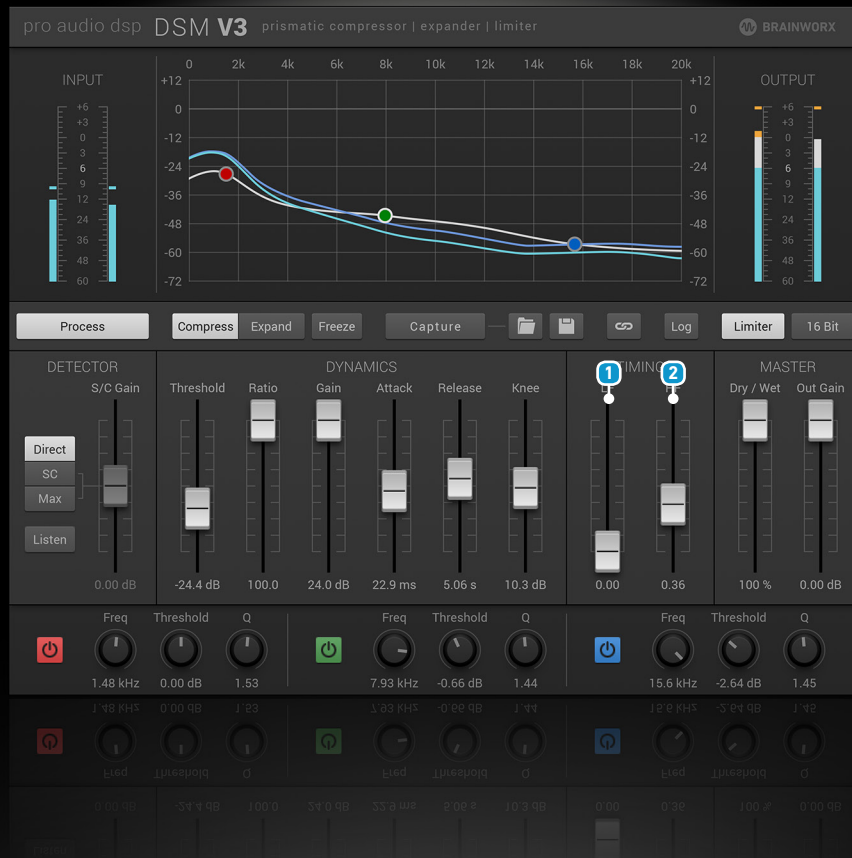 pro audio dsp DSM V3 prismatic compressor | expander | limiter BRAINWORX
INPUT
OUTPUT
0 2k 4k 6k 8k 10k 12k 14k 16k 18k 20k
+12 +12
0 0
-12 -12
-24 -24
-36 -36
-48 -48
-60 -60
-72 -72
+6 +6
+3 +3
0 0
3 3
6 6
9 9
12 12
24 24
36 36
48 48
60 60
Process Compress Expand Freeze Capture Log Limiter 16 Bit
DETECTOR DYNAMICS TIMING MASTER
S/C Gain Threshold Ratio Gain Attack Release Knee Dry / Wet Out Gain
1 2
Direct
SC
Max
Listen
0.00 dB -24.4 dB 100.0 24.0 dB 22.9 ms 5.06 s 10.3 dB 0.00 0.36 100 % 0.00 dB
Freq Threshold Q Freq Threshold Q Freq Threshold Q
1.48 kHz 0.00 dB 1.53 7.93 kHz -0.66 dB 1.44 15.6 kHz -2.64 dB 1.45